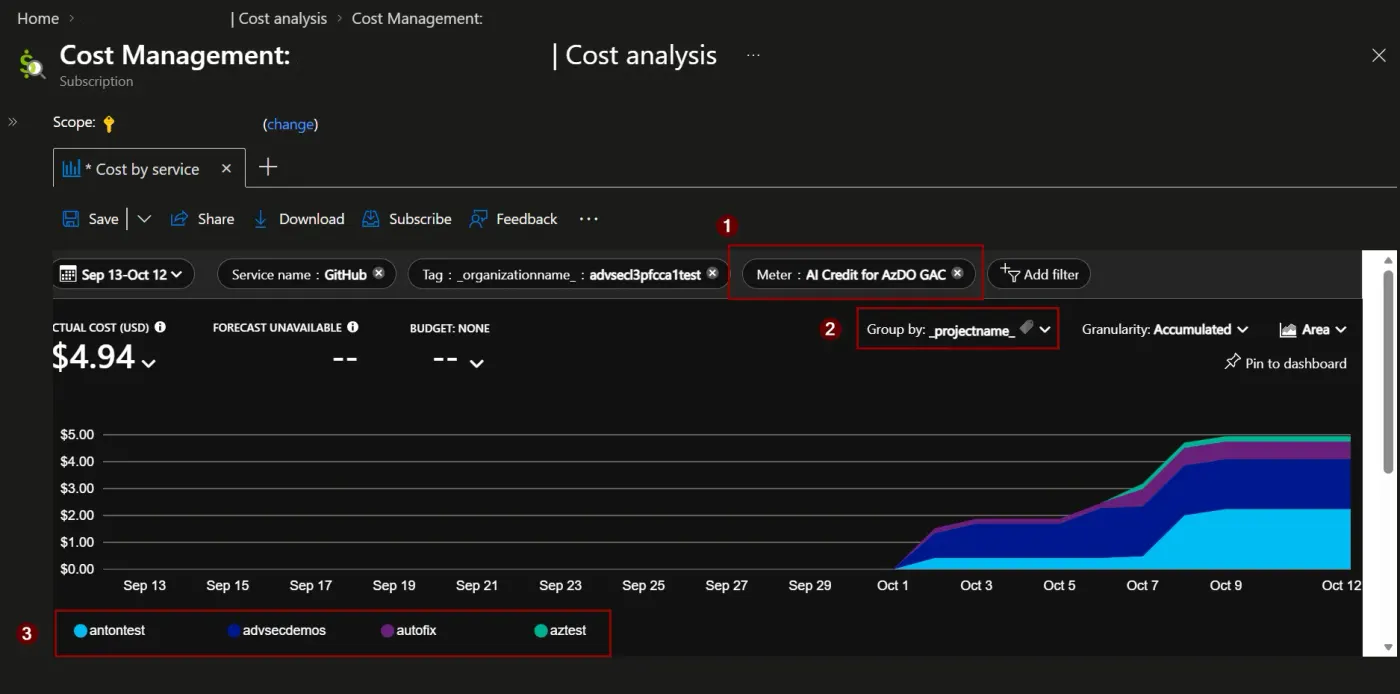 Home > | Cost analysis > Cost Management:
Cost Management: | Cost analysis ...
Subscription
» Scope: (change)
* Cost by service × +
Save | Share Download Subscribe Feedback ...
1
Sep 13-Oct 12 Service name : GitHub Tag : _organizationname_ : advsecl3pfcca1test Meter : AI Credit for AzDO GAC Add filter
CTUAL COST (USD) FORECAST UNAVAILABLE BUDGET: NONE 2 Group by: _projectname_ Granularity: Accumulated Area
$4.94 -- -- Pin to dashboard
$5.00
$4.00
$3.00
$2.00
$1.00
$0.00
Sep 13 Sep 15 Sep 17 Sep 19 Sep 21 Sep 23 Sep 25 Sep 27 Sep 29 Oct 1 Oct 3 Oct 5 Oct 7 Oct 9 Oct 12
3 antontest advsecdemos autofix aztest